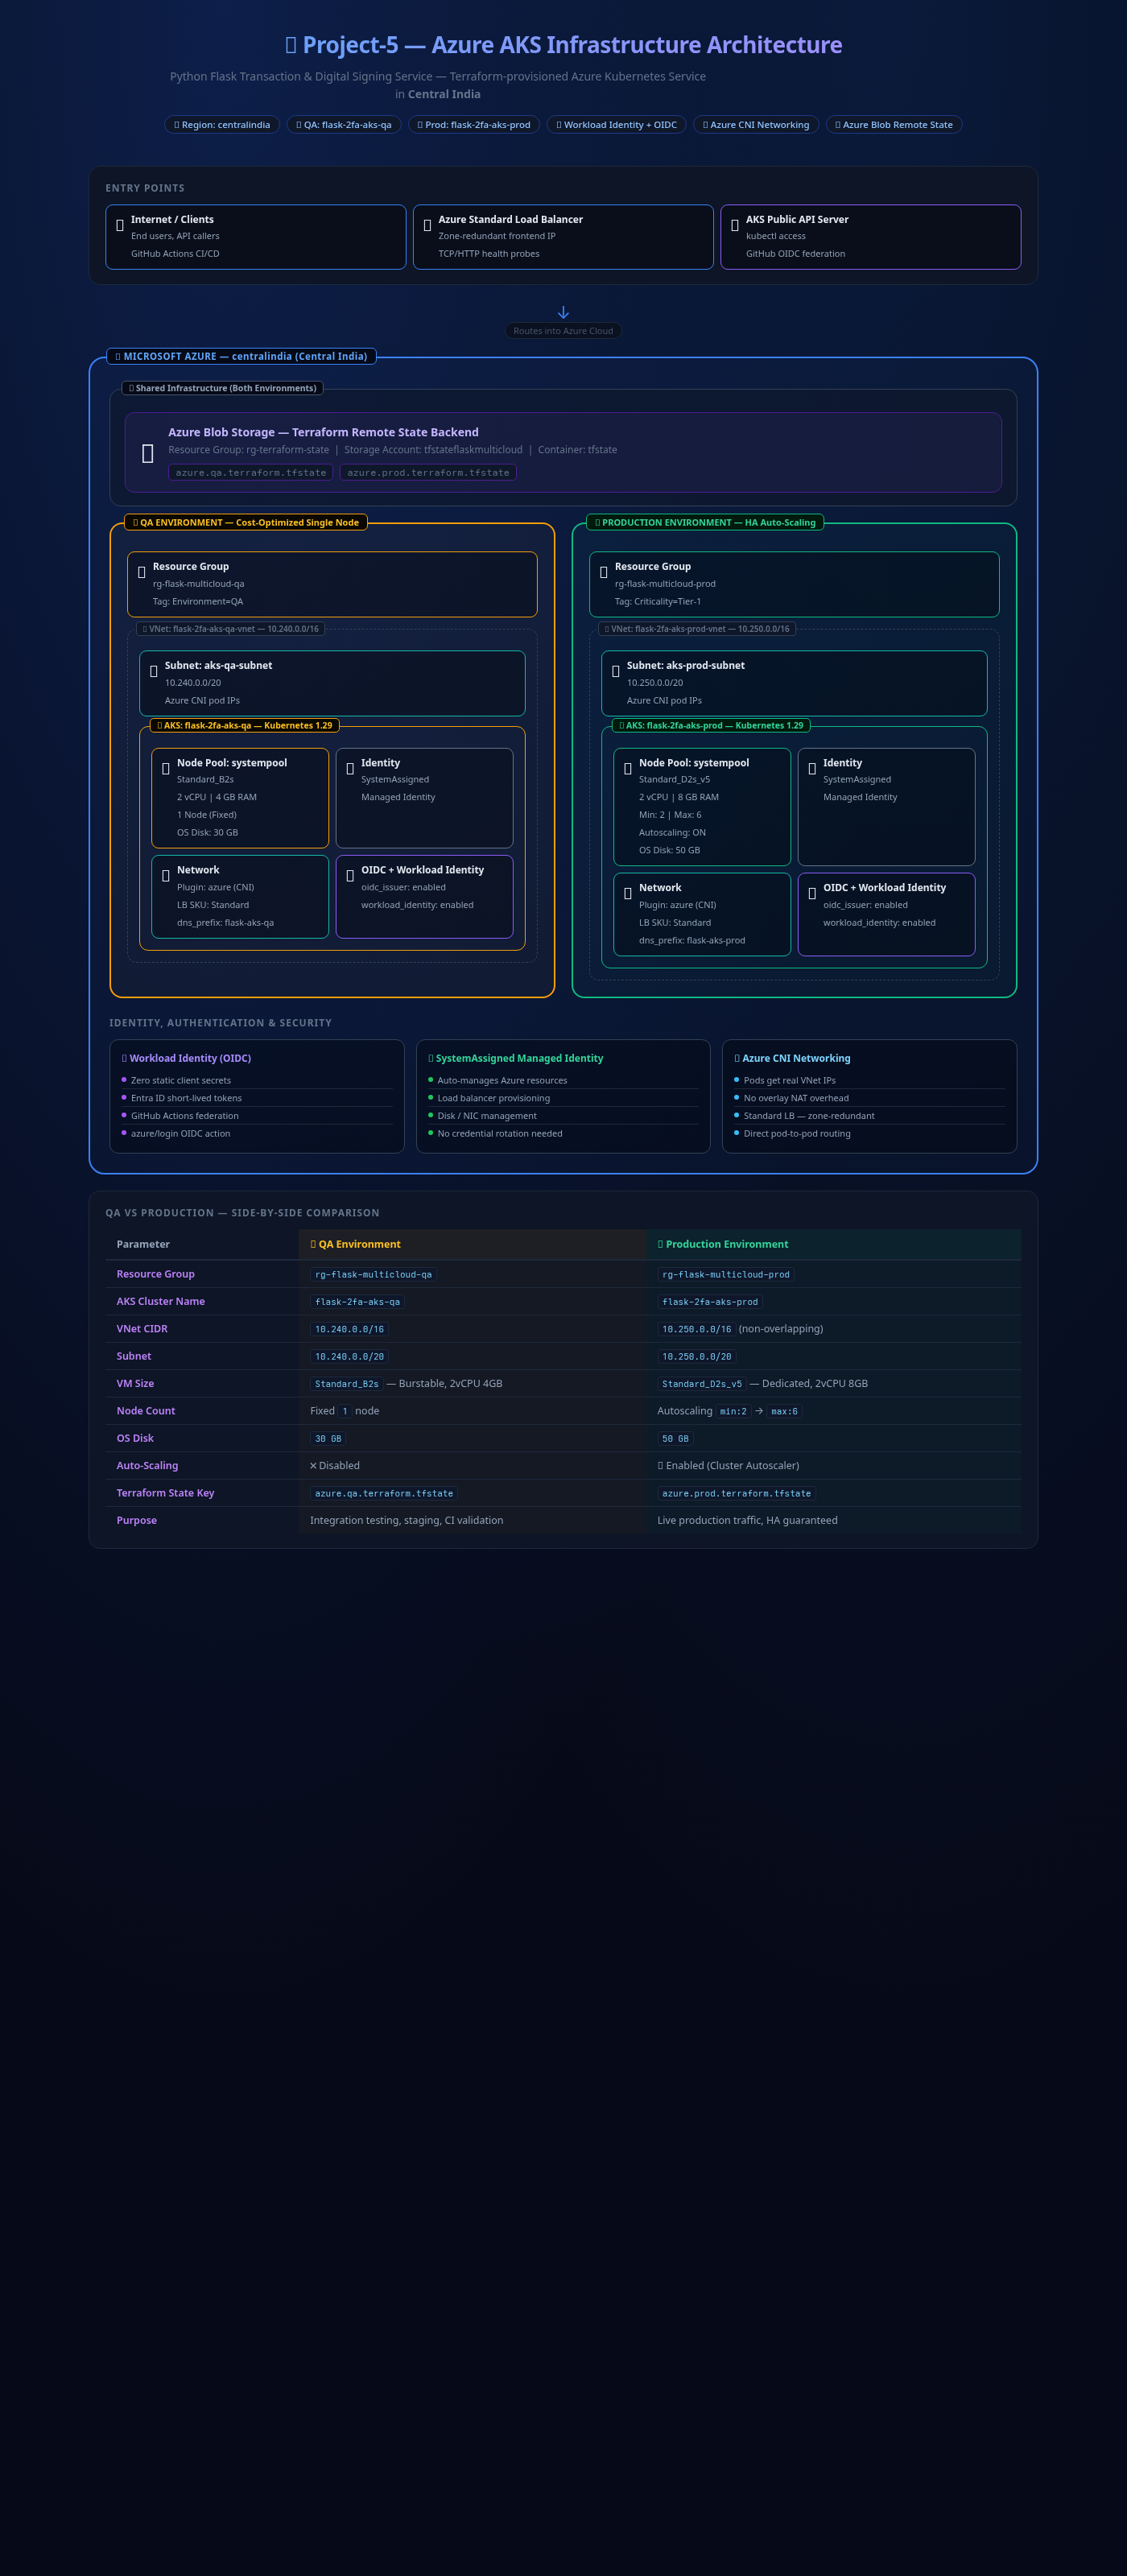 Project-5 — Azure AKS Infrastructure Architecture
Python Flask Transaction & Digital Signing Service — Terraform-provisioned Azure Kubernetes Service
in Central India
Region: centralindia
QA: flask-2fa-aks-qa
Prod: flask-2fa-aks-prod
Workload Identity + OIDC
Azure CNI Networking
Azure Blob Remote State
ENTRY POINTS
Internet / Clients
End users, API callers
GitHub Actions CI/CD
Azure Standard Load Balancer
Zone-redundant frontend IP
TCP/HTTP health probes
AKS Public API Server
kubectl access
GitHub OIDC federation
↓
Routes into Azure Cloud
MICROSOFT AZURE — centralindia (Central India)
Shared Infrastructure (Both Environments)
Azure Blob Storage — Terraform Remote State Backend
Resource Group: rg-terraform-state | Storage Account: tfstateflaskmulticloud | Container: tfstate
azure.qa.terraform.tfstate
azure.prod.terraform.tfstate
QA ENVIRONMENT — Cost-Optimized Single Node
Resource Group
rg-flask-multicloud-qa
Tag: Environment=QA
VNet: flask-2fa-aks-qa-vnet — 10.240.0.0/16
Subnet: aks-qa-subnet
10.240.0.0/20
Azure CNI pod IPs
AKS: flask-2fa-aks-qa — Kubernetes 1.29
Node Pool: systempool
Standard_B2s
2 vCPU | 4 GB RAM
1 Node (Fixed)
OS Disk: 30 GB
Identity
SystemAssigned
Managed Identity
Network
Plugin: azure (CNI)
LB SKU: Standard
dns_prefix: flask-aks-qa
OIDC + Workload Identity
oidc_issuer: enabled
workload_identity: enabled
PRODUCTION ENVIRONMENT — HA Auto-Scaling
Resource Group
rg-flask-multicloud-prod
Tag: Criticality=Tier-1
VNet: flask-2fa-aks-prod-vnet — 10.250.0.0/16
Subnet: aks-prod-subnet
10.250.0.0/20
Azure CNI pod IPs
AKS: flask-2fa-aks-prod — Kubernetes 1.29
Node Pool: systempool
Standard_D2s_v5
2 vCPU | 8 GB RAM
Min: 2 | Max: 6
Autoscaling: ON
OS Disk: 50 GB
Identity
SystemAssigned
Managed Identity
Network
Plugin: azure (CNI)
LB SKU: Standard
dns_prefix: flask-aks-prod
OIDC + Workload Identity
oidc_issuer: enabled
workload_identity: enabled
IDENTITY, AUTHENTICATION & SECURITY
Workload Identity (OIDC)
Zero static client secrets
Entra ID short-lived tokens
GitHub Actions federation
azure/login OIDC action
SystemAssigned Managed Identity
Auto-manages Azure resources
Load balancer provisioning
Disk / NIC management
No credential rotation needed
Azure CNI Networking
Pods get real VNet IPs
No overlay NAT overhead
Standard LB — zone-redundant
Direct pod-to-pod routing
QA VS PRODUCTION — SIDE-BY-SIDE COMPARISON
Parameter QA Environment Production Environment
Resource Group rg-flask-multicloud-qa rg-flask-multicloud-prod
AKS Cluster Name flask-2fa-aks-qa flask-2fa-aks-prod
VNet CIDR 10.240.0.0/16 10.250.0.0/16 (non-overlapping)
Subnet 10.240.0.0/20 10.250.0.0/20
VM Size Standard_B2s — Burstable, 2vCPU 4GB Standard_D2s_v5 — Dedicated, 2vCPU 8GB
Node Count Fixed 1 node Autoscaling min:2 → max:6
OS Disk 30 GB 50 GB
Auto-Scaling ✕ Disabled Enabled (Cluster Autoscaler)
Terraform State Key azure.qa.terraform.tfstate azure.prod.terraform.tfstate
Purpose Integration testing, staging, CI validation Live production traffic, HA guaranteed